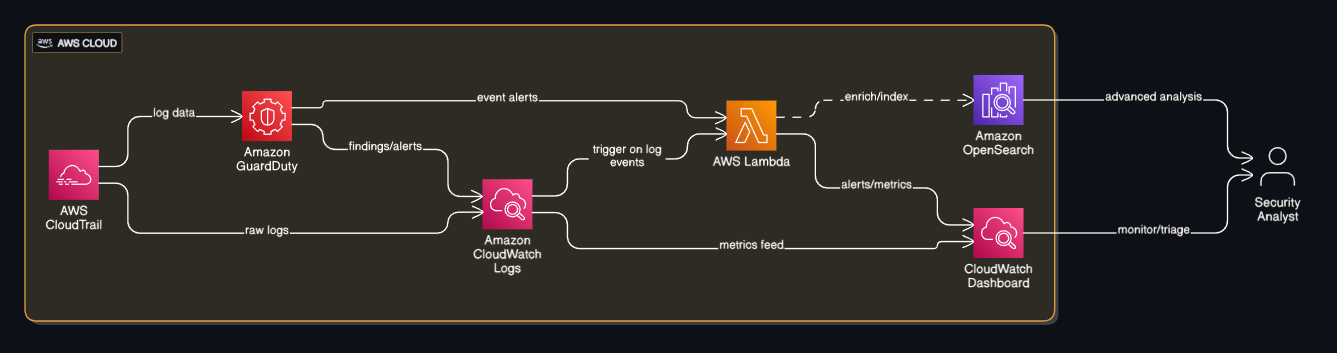 aws AWS CLOUD
log data
event alerts
enrich/index
advanced analysis
Amazon
GuardDuty
findings/alerts
trigger on log
events
AWS Lambda
Amazon
OpenSearch
AWS
CloudTrail
alerts/metrics
Security
Analyst
raw logs
Amazon
CloudWatch
Logs
metrics feed
monitor/triage
CloudWatch
Dashboard